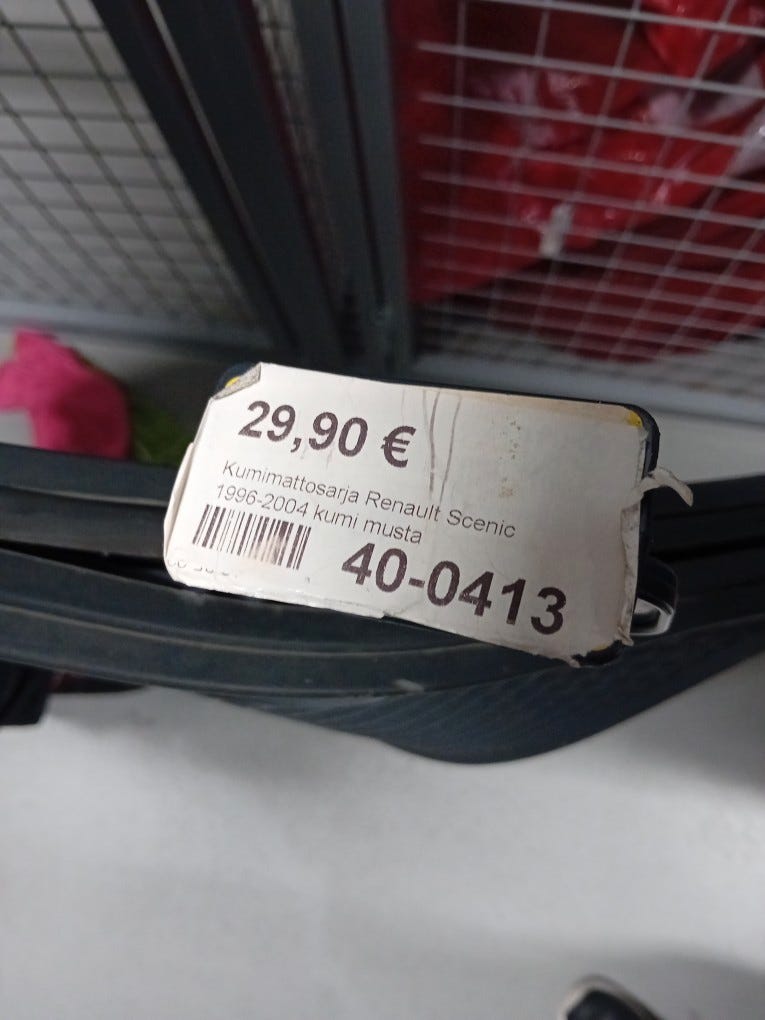 29,90 €
Kumimattosarja Renault Scenic
1996-2004 kumi musta
40-0413